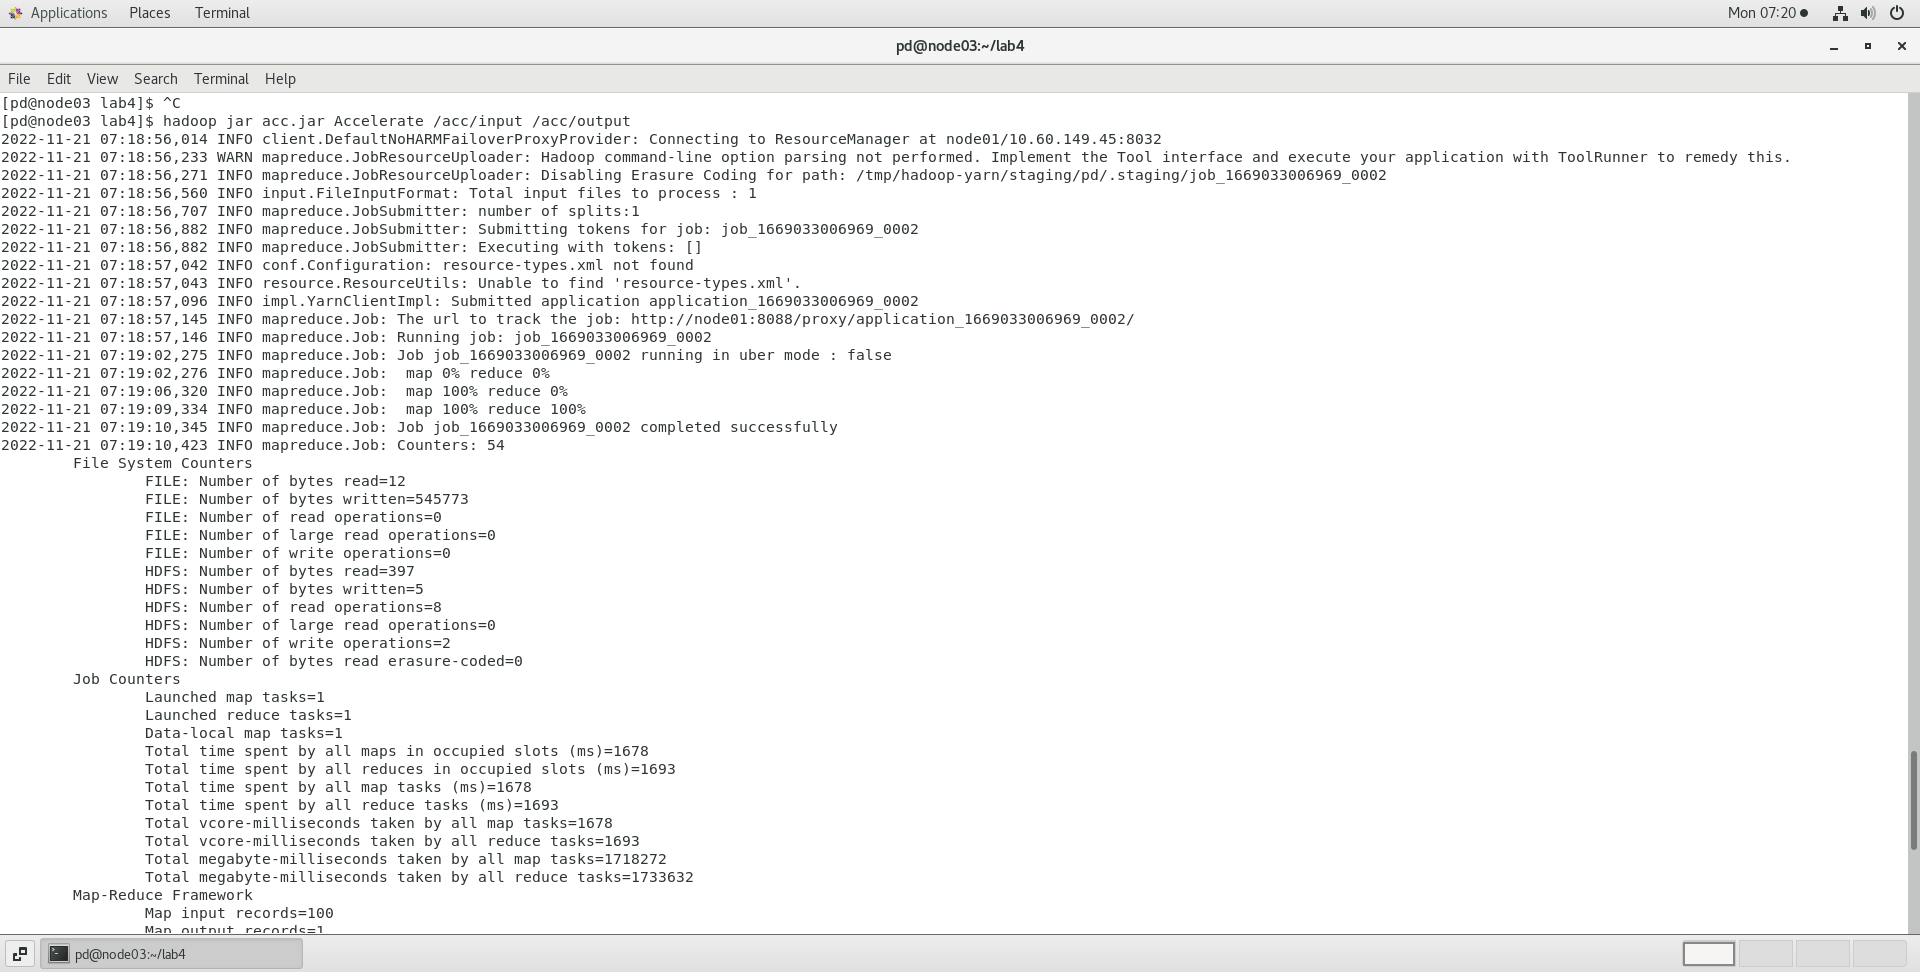 Applications Places Terminal Mon 07:20
pd@node03:~/lab4
File Edit View Search Terminal Help
[pd@node03 lab4]$ ^C
[pd@node03 lab4]$ hadoop jar acc.jar Accelerate /acc/input /acc/output
2022-11-21 07:18:56,014 INFO client.DefaultNoHARMFailoverProxyProvider: Connecting to ResourceManager at node01/10.60.149.45:8032
2022-11-21 07:18:56,233 WARN mapreduce.JobResourceUploader: Hadoop command-line option parsing not performed. Implement the Tool interface and execute your application with ToolRunner to remedy this.
2022-11-21 07:18:56,271 INFO mapreduce.JobResourceUploader: Disabling Erasure Coding for path: /tmp/hadoop-yarn/staging/pd/.staging/job_1669033006969_0002
2022-11-21 07:18:56,560 INFO input.FileInputFormat: Total input files to process : 1
2022-11-21 07:18:56,707 INFO mapreduce.JobSubmitter: number of splits:1
2022-11-21 07:18:56,882 INFO mapreduce.JobSubmitter: Submitting tokens for job: job_1669033006969_0002
2022-11-21 07:18:56,882 INFO mapreduce.JobSubmitter: Executing with tokens: []
2022-11-21 07:18:57,042 INFO conf.Configuration: resource-types.xml not found
2022-11-21 07:18:57,043 INFO resource.ResourceUtils: Unable to find 'resource-types.xml'.
2022-11-21 07:18:57,096 INFO impl.YarnClientImpl: Submitted application application_1669033006969_0002
2022-11-21 07:18:57,145 INFO mapreduce.Job: The url to track the job: http://node01:8088/proxy/application_1669033006969_0002/
2022-11-21 07:18:57,146 INFO mapreduce.Job: Running job: job_1669033006969_0002
2022-11-21 07:19:02,275 INFO mapreduce.Job: Job job_1669033006969_0002 running in uber mode : false
2022-11-21 07:19:02,276 INFO mapreduce.Job:  map 0% reduce 0%
2022-11-21 07:19:06,320 INFO mapreduce.Job:  map 100% reduce 0%
2022-11-21 07:19:09,334 INFO mapreduce.Job:  map 100% reduce 100%
2022-11-21 07:19:10,345 INFO mapreduce.Job: Job job_1669033006969_0002 completed successfully
2022-11-21 07:19:10,423 INFO mapreduce.Job: Counters: 54
File System Counters
FILE: Number of bytes read=12
FILE: Number of bytes written=545773
FILE: Number of read operations=0
FILE: Number of large read operations=0
FILE: Number of write operations=0
HDFS: Number of bytes read=397
HDFS: Number of bytes written=5
HDFS: Number of read operations=8
HDFS: Number of large read operations=0
HDFS: Number of write operations=2
HDFS: Number of bytes read erasure-coded=0
Job Counters
Launched map tasks=1
Launched reduce tasks=1
Data-local map tasks=1
Total time spent by all maps in occupied slots (ms)=1678
Total time spent by all reduces in occupied slots (ms)=1693
Total time spent by all map tasks (ms)=1678
Total time spent by all reduce tasks (ms)=1693
Total vcore-milliseconds taken by all map tasks=1678
Total vcore-milliseconds taken by all reduce tasks=1693
Total megabyte-milliseconds taken by all map tasks=1718272
Total megabyte-milliseconds taken by all reduce tasks=1733632
Map-Reduce Framework
Map input records=100
Map output records=1
pd@node03:~/lab4